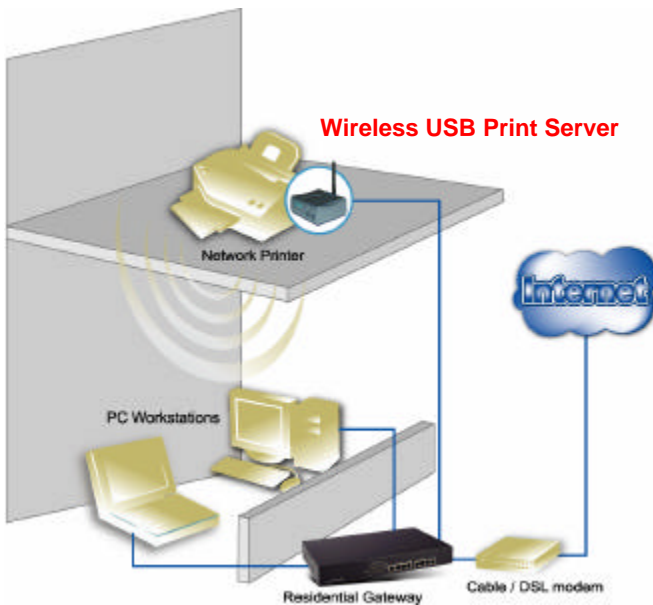 Wireless USB Print Server
Network Printer
Internet
PC Workstations
Residential Gateway
Cable / DSL modem